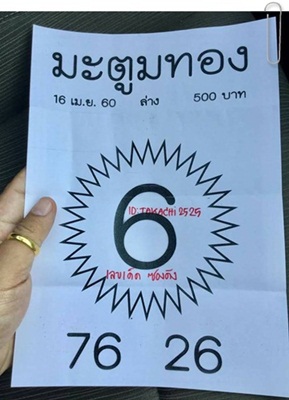 มะตูมทอง
16 เม.ย. 60 ล่าง 500 บาท
6
ID: TAKACHI 2525
เลขเด็ด ซองดัง
76 26